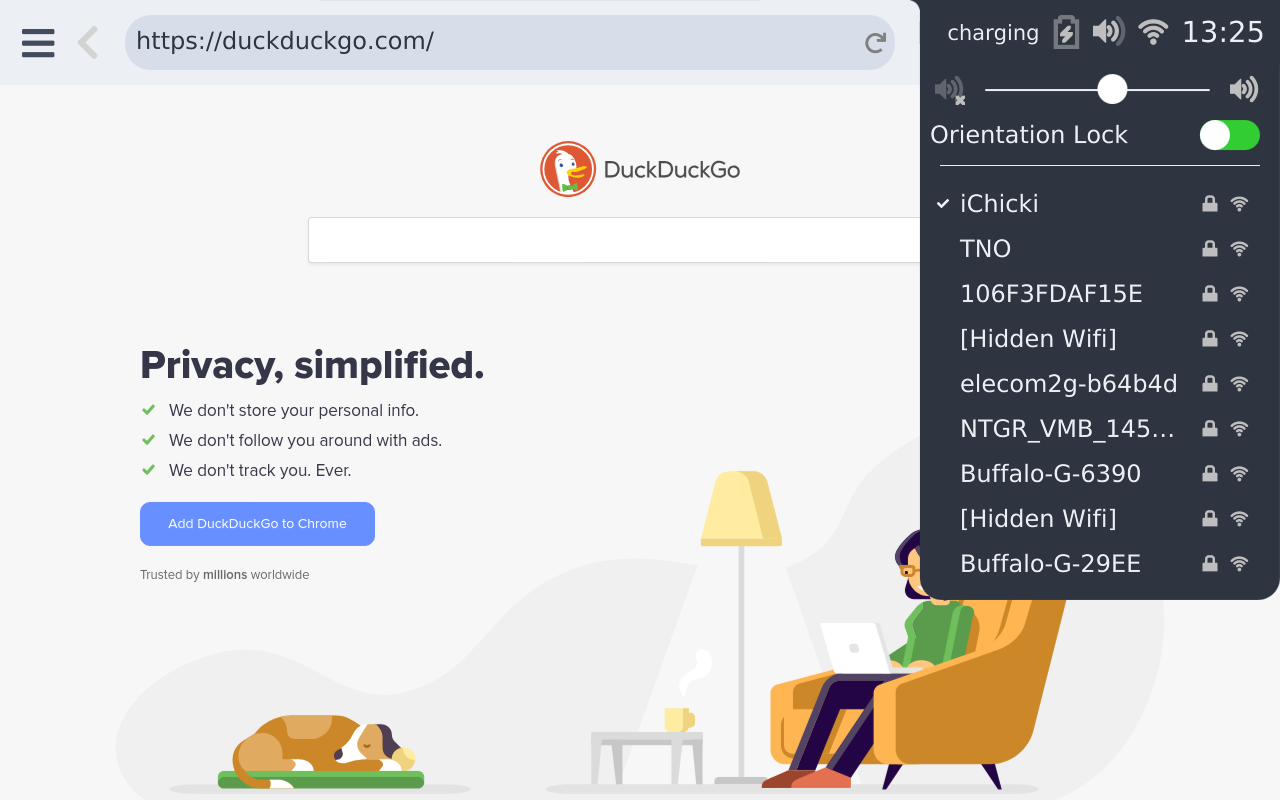 https://duckduckgo.com/
charging 13:25
Orientation Lock
iChicki
TNO
106F3FDAF15E
[Hidden Wifi]
elecom2g-b64b4d
NTGR_VMB_145...
Buffalo-G-6390
[Hidden Wifi]
Buffalo-G-29EE
DuckDuckGo
Privacy, simplified.
We don't store your personal info.
We don't follow you around with ads.
We don't track you. Ever.
Add DuckDuckGo to Chrome
Trusted by millions worldwide